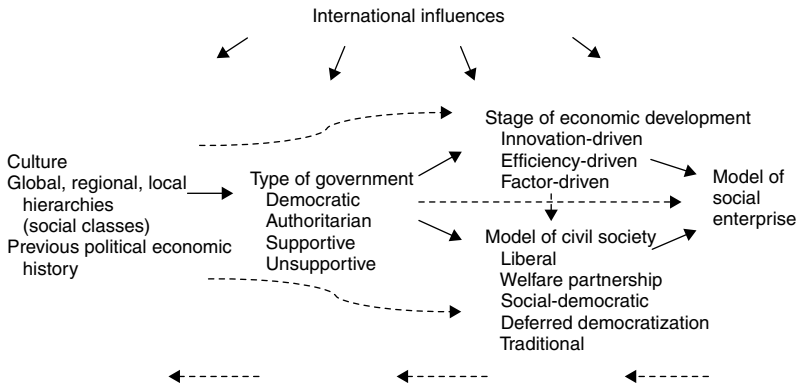 International influences
Culture
Global, regional, local
hierarchies
(social classes)
Previous political economic
history
Type of government
Democratic
Authoritarian
Supportive
Unsupportive
Stage of economic development
Innovation-driven
Efficiency-driven
Factor-driven
Model of civil society
Liberal
Welfare partnership
Social-democratic
Deferred democratization
Traditional
Model of
social
enterprise